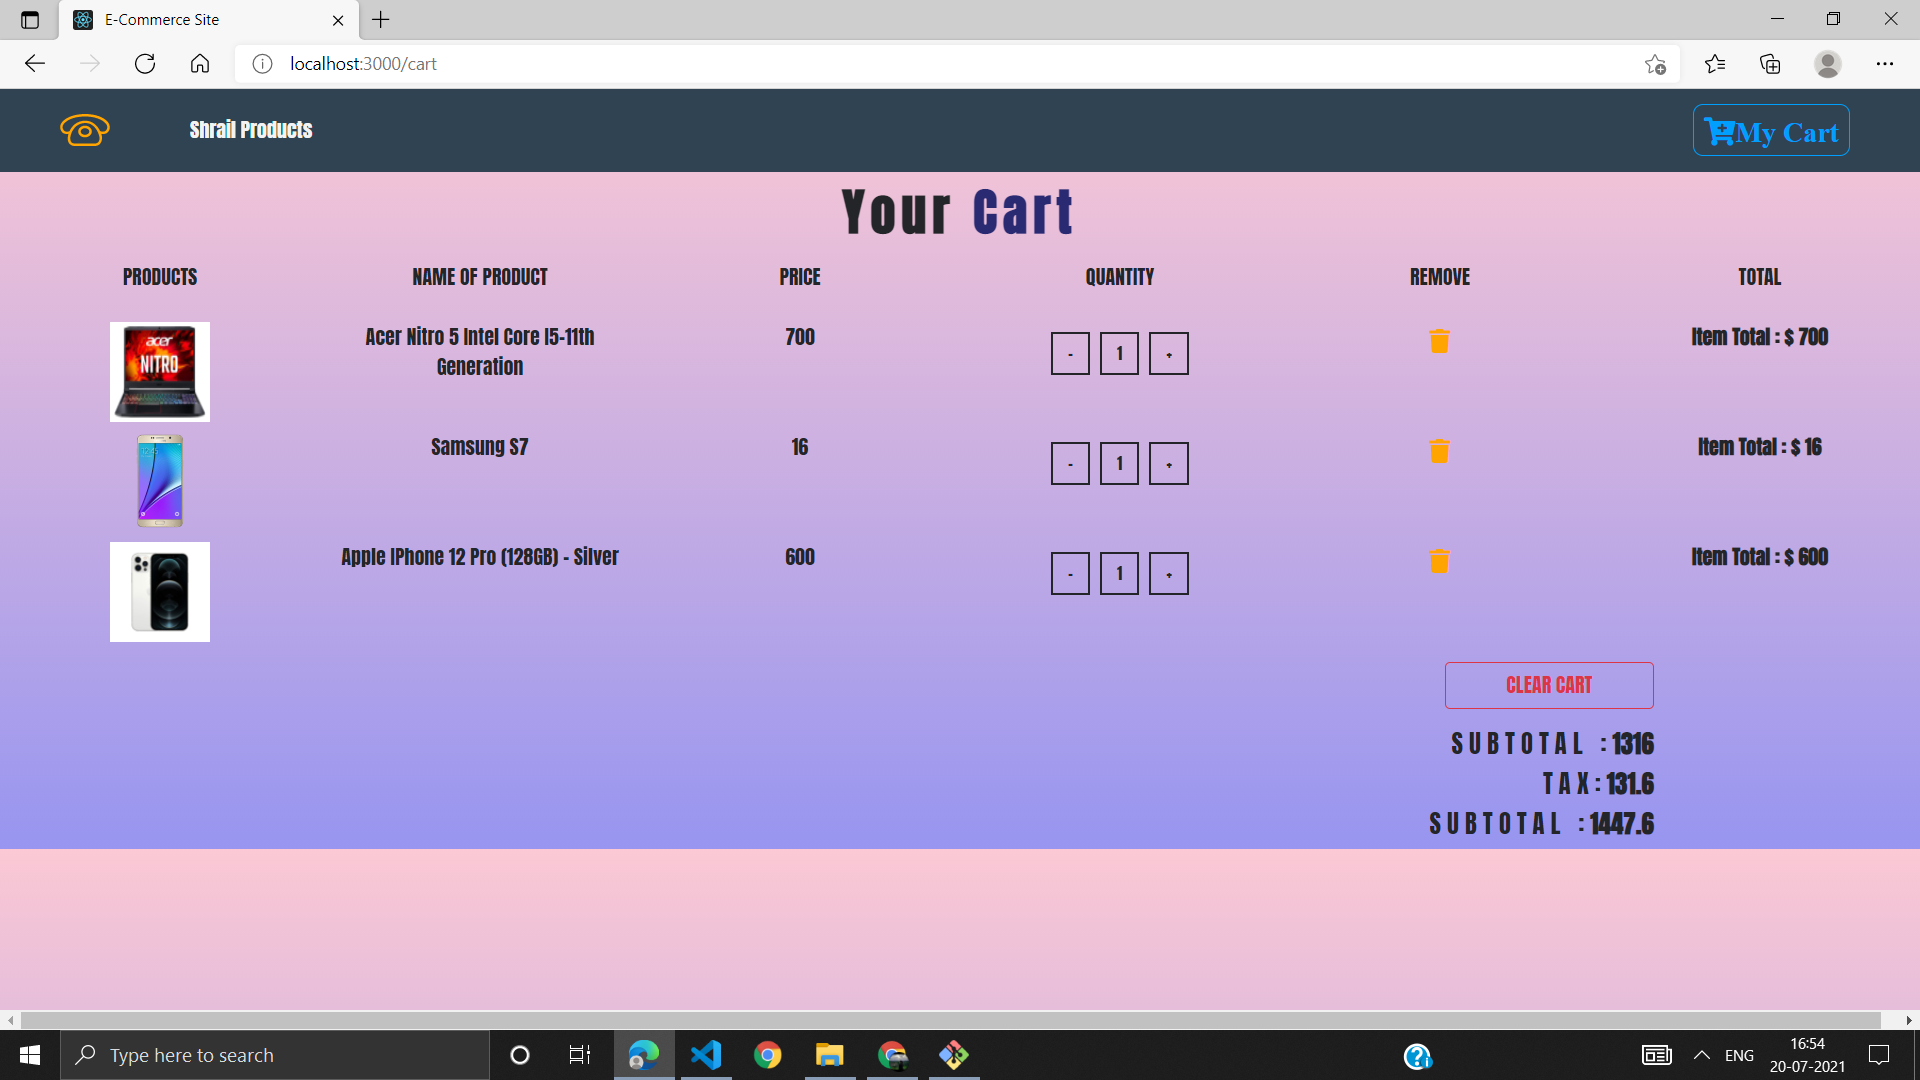 E-Commerce Site
localhost:3000/cart
Shrail Products
My Cart
Your Cart
PRODUCTS NAME OF PRODUCT PRICE QUANTITY REMOVE TOTAL
acer
NITRO
Acer Nitro 5 Intel Core I5-11th
Generation
700
- 1 +
Item Total : $ 700
Samsung S7
16
- 1 +
Item Total : $ 16
Apple IPhone 12 Pro (128GB) - Silver
600
- 1 +
Item Total : $ 600
CLEAR CART
SUBTOTAL : 1316
TAX: 131.6
SUBTOTAL : 1447.6
Type here to search
ENG
16:54
20-07-2021